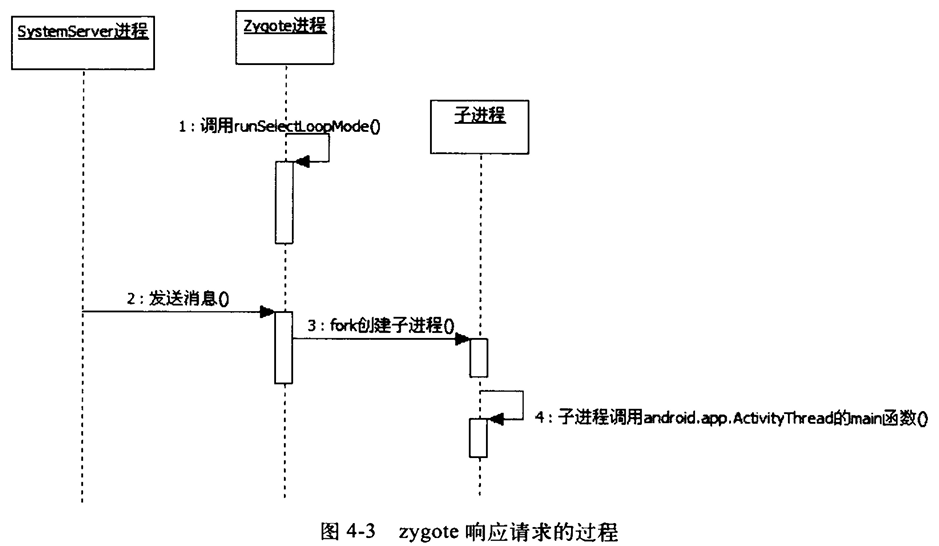 SystemServer进程
Zygote进程
子进程
1：调用runSelectLoopMode()
2：发送消息()
3：fork创建子进程()
4：子进程调用android.app.ActivityThread的main函数()
图 4-3 zygote 响应请求的过程